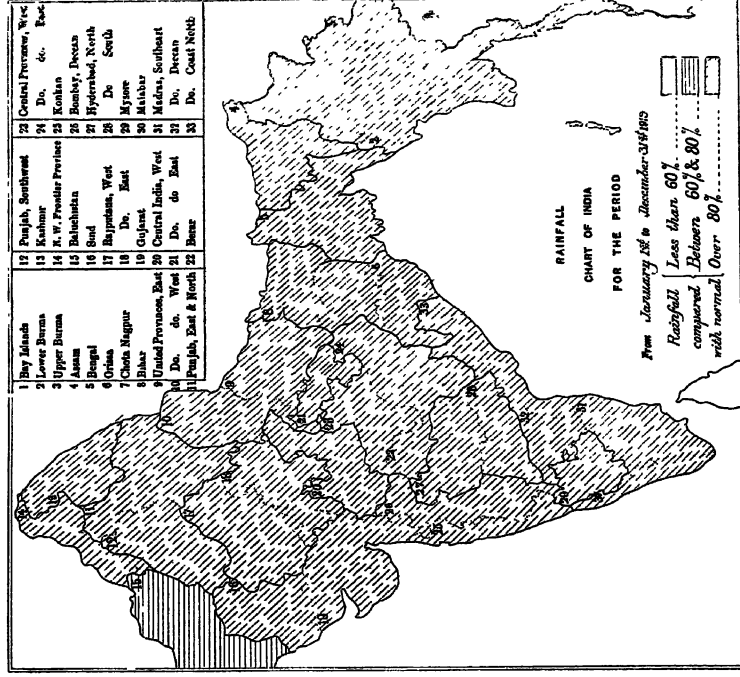 1 Bay Islands
2 Lower Burma
3 Upper Burma
4 Assam
5 Bengal
6 Orissa
7 Chota Nagpur
8 Bihar
9 United Provinces, East
10 Do. do. West
11 Punjab, East & North
12 Punjab, Southwest
13 Kashmir
14 N. W. Frontier Province
15 Baluchistan
16 Sind
17 Rajputana, West
18 Do. East
19 Gujarat
20 Central India, West
21 Do. do East
22 Berar
23 Central Provinces, West
24 Do. do. East
25 Konkan
26 Bombay, Deccan
27 Hyderabad, North
28 Do South
29 Mysore
30 Malabar
31 Madras, Southeast
32 Do. Deccan
33 Do. Coast North
RAINFALL
CHART OF INDIA
FOR THE PERIOD
From January 1st to December 31st 1913
Rainfall compared with normal
Less than 60%
Between 60% & 80%
Over 80%